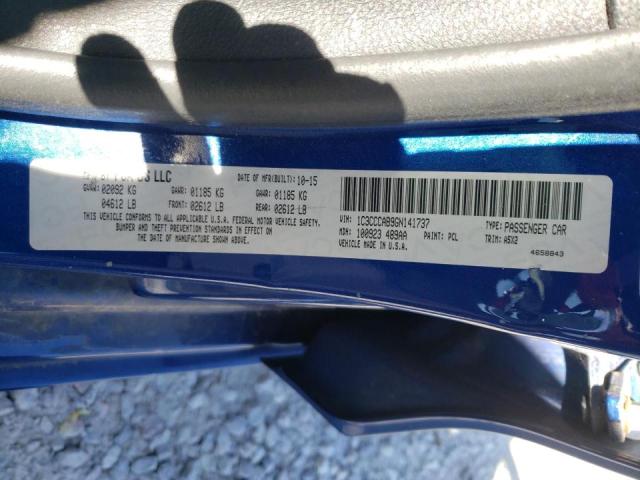 US LLC DATE OF MFR(BUILT): 10-15
GVWR: 02092 KG GAWR: 01185 KG GAWR: 01185 KG
04612 LB FRONT: 02612 LB REAR: 02612 LB
THIS VEHICLE CONFORMS TO ALL APPLICABLE U.S.A. FEDERAL MOTOR VEHICLE SAFETY,
BUMPER AND THEFT PREVENTION STANDARDS IN EFFECT ON
THE DATE OF MANUFACTURE SHOWN ABOVE.
VIN: 1C3CCCAB9GN141737 TYPE: PASSENGER CAR
MDH: 100923 489AA PAINT: PCL TRIM: A5X2
MADE IN U.S.A. 4658843